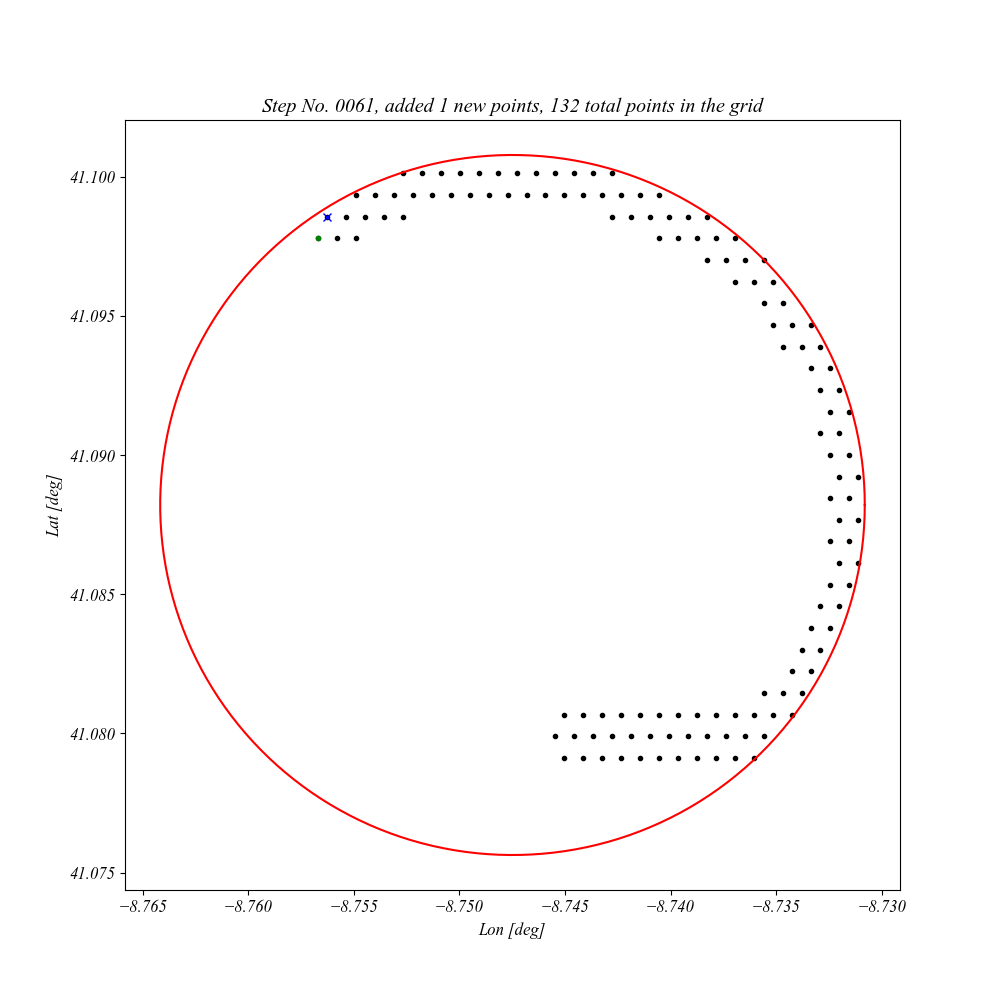 Step No. 0061, added 1 new points, 132 total points in the grid
41.100
41.095
41.090
41.085
41.080
41.075
Lat [deg]
−8.765 −8.760 −8.755 −8.750 −8.745 −8.740 −8.735 −8.730
Lon [deg]